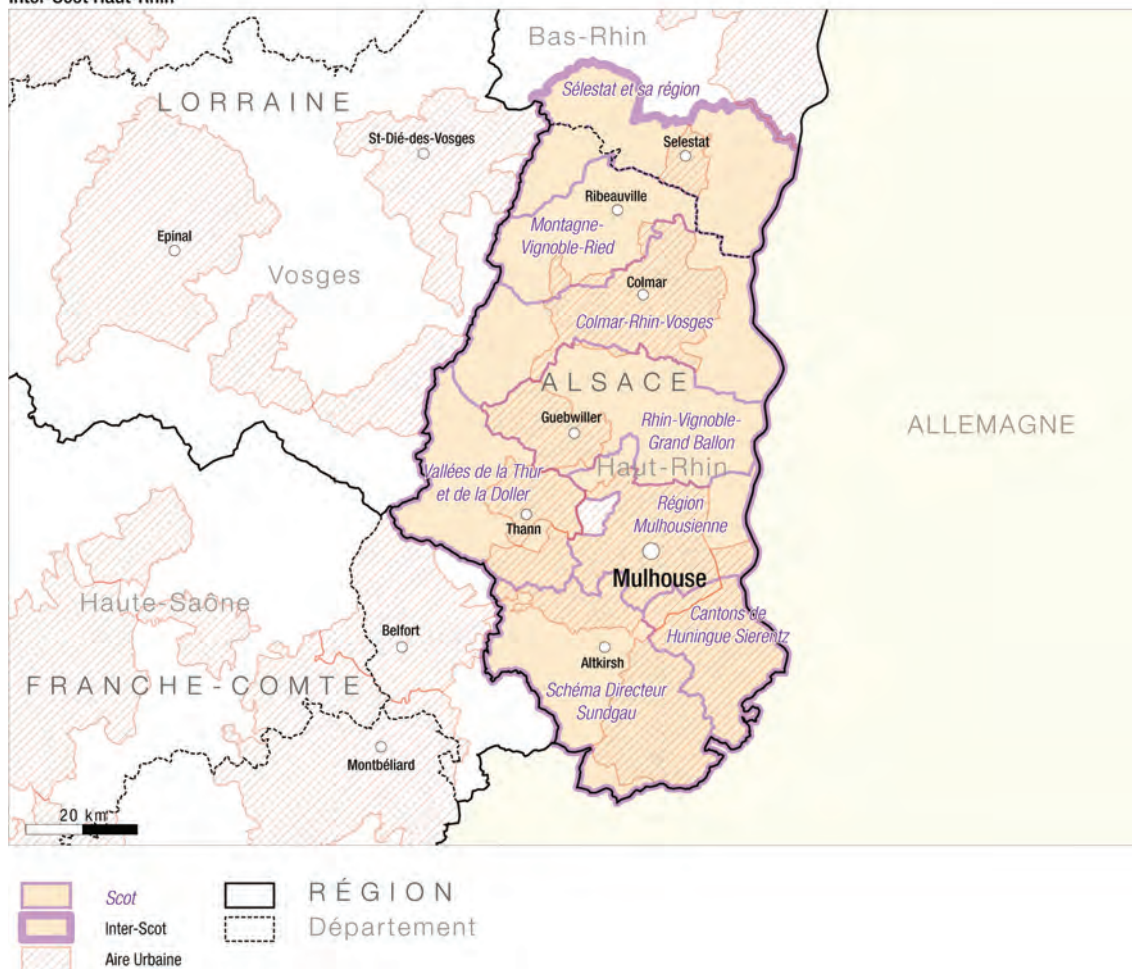 Inter-Scot Haut-Rhin
Bas-Rhin
Sélestat et sa région
LORRAINE
St-Dié-des-Vosges
Selestat
Ribeauville
Montagne-
Vignoble-Ried
Epinal
Vosges
Colmar
Colmar-Rhin-Vosges
ALSACE
Guebwiller
Rhin-Vignoble-
Grand Ballon
ALLEMAGNE
Haut-Rhin
Vallées de la Thur
et de la Doller
Région
Mulhousienne
Thann
Mulhouse
Haute-Saône
Cantons de
Huningue Sierentz
Belfort
Altkirsh
FRANCHE-COMTE
Schéma Directeur
Sundgau
Montbéliard
20 km
Scot
RÉGION
Inter-Scot
Département
Aire Urbaine